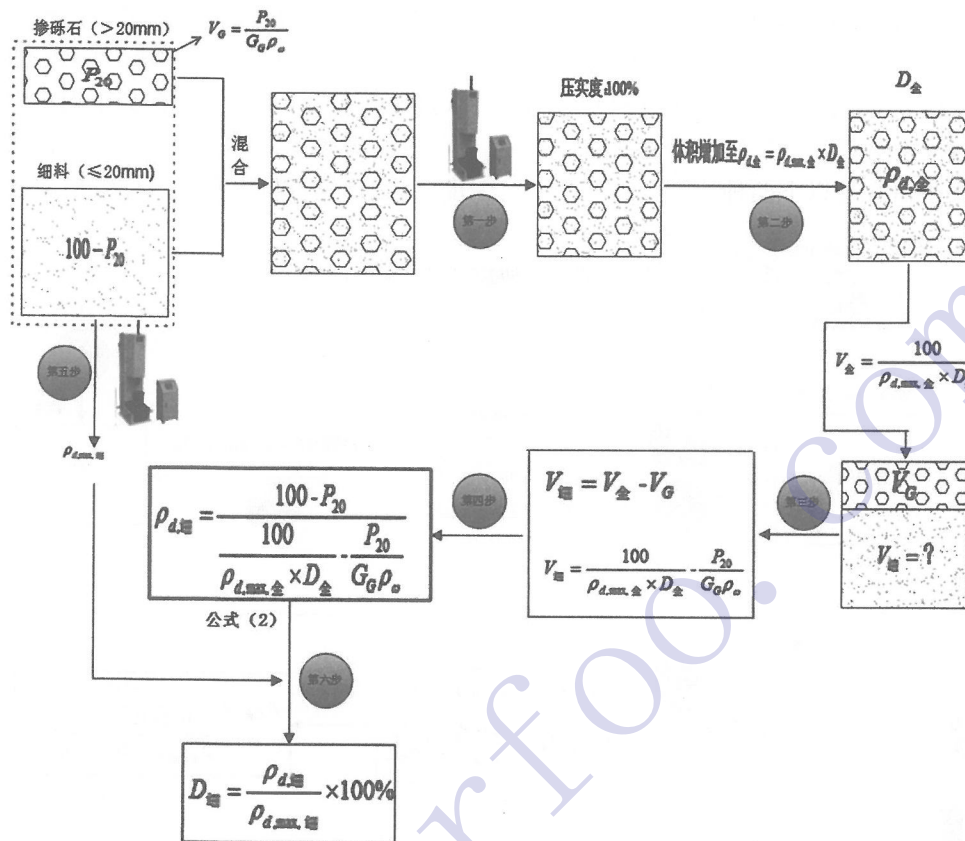 掺砾石（>20mm）
V_G = P_20 / (G_G ρ_ω)
P_20
细料（≤20mm）
100 - P_20
混合
第一步
压实度100%
体积增加至ρ_d,全 = ρ_d,max,全 × D_全
第二步
D_全
ρ_d,全
V_全 = 100 / (ρ_d,max,全 × D
V_G
V_细 = ?
第三步
V_细 = V_全 - V_G
V_细 = 100 / (ρ_d,max,全 × D_全) - P_20 / (G_G ρ_ω)
第四步
ρ_d,细 = (100 - P_20) / (100 / (ρ_d,max,全 × D_全) - P_20 / (G_G ρ_ω))
公式（2）
第五步
ρ_d,max,细
第六步
D_细 = ρ_d,细 / ρ_d,max,细 × 100%
rfoo.com